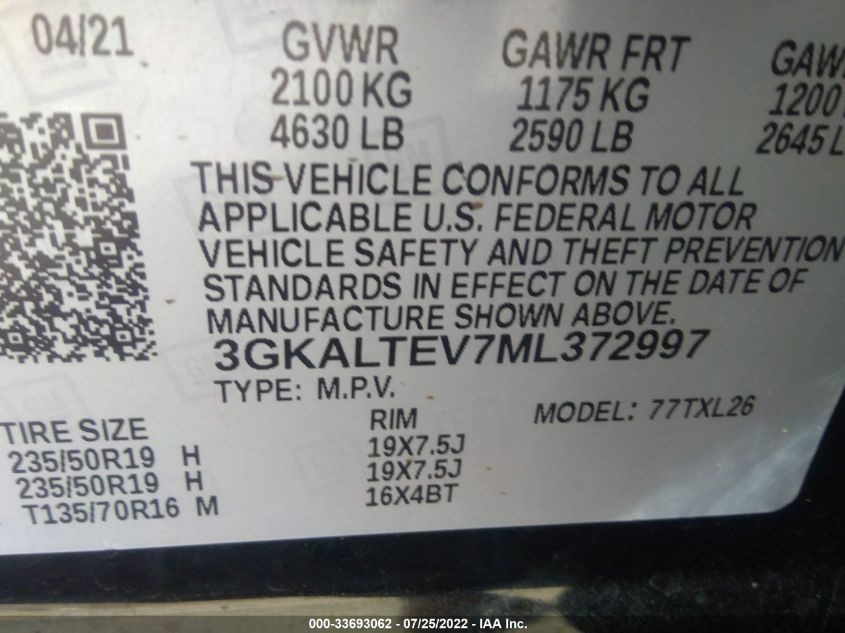 04/21 GVWR GAWR FRT GAW
2100 KG 1175 KG 1200
4630 LB 2590 LB 2645 L
THIS VEHICLE CONFORMS TO ALL
APPLICABLE U.S. FEDERAL MOTOR
VEHICLE SAFETY AND THEFT PREVENTION
STANDARDS IN EFFECT ON THE DATE OF
MANUFACTURE SHOWN ABOVE.
3GKALTEV7ML372997
TYPE: M.P.V. MODEL: 77TXL26
TIRE SIZE RIM
235/50R19 H 19X7.5J
235/50R19 H 19X7.5J
T135/70R16 M 16X4BT
000-33693062 - 07/25/2022 - IAA Inc.